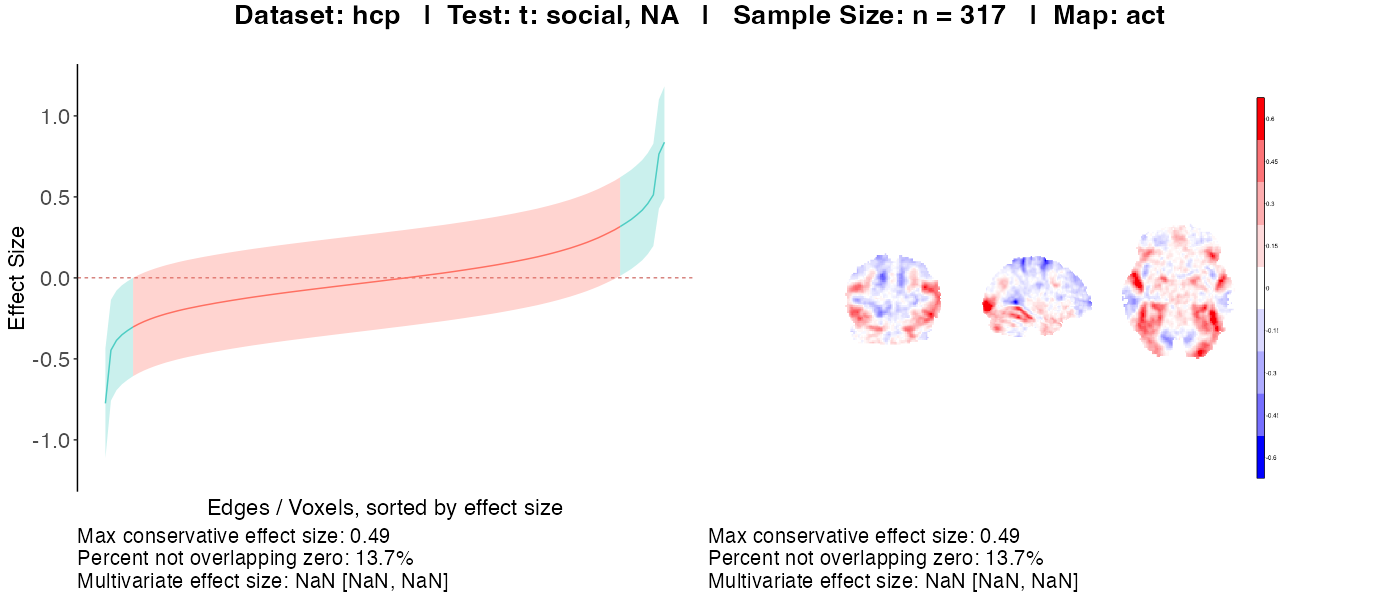 Dataset: hcp | Test: t: social, NA | Sample Size: n = 317 | Map: act
Effect Size
1.0
0.5
0.0
-0.5
-1.0
Edges / Voxels, sorted by effect size
Max conservative effect size: 0.49
Percent not overlapping zero: 13.7%
Multivariate effect size: NaN [NaN, NaN]
0.6
0.45
0.3
0.15
0
-0.3
-0.6
Max conservative effect size: 0.49
Percent not overlapping zero: 13.7%
Multivariate effect size: NaN [NaN, NaN]